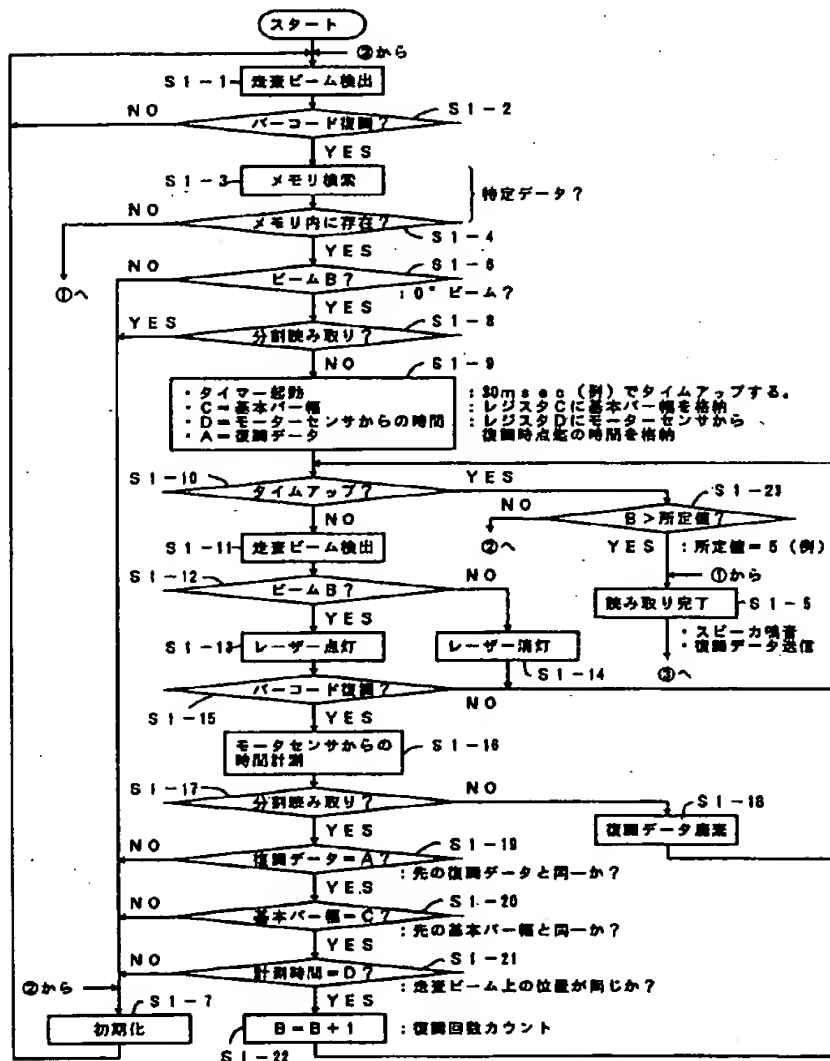 スタート
③から
S1-1
走査ビーム検出
NO
S1-2
バーコード復調?
YES
S1-3
メモリ検索
特定データ?
NO
メモリ内に存在?
S1-4
YES
①へ
NO
S1-6
ビームB?
:0°ビーム?
YES
YES
S1-8
分割読み取り?
NO
S1-9
・タイマー起動
・C=基本バー幅
・D=モーターセンサからの時間
・A=復調データ
:30msec(例)でタイムアップする。
:レジスタCに基本バー幅を格納
:レジスタDにモーターセンサから
復調時点迄の時間を格納
S1-10
タイムアップ?
YES
S1-23
NO
NO
B>所定値?
②へ
YES
:所定値=5(例)
S1-11
走査ビーム検出
S1-12
ビームB?
NO
①から
YES
読み取り完了
S1-5
・スピーカ鳴音
・復調データ送信
③へ
S1-13
レーザー点灯
レーザー消灯
S1-14
バーコード復調?
NO
S1-15
YES
モータセンサからの
時間計測
S1-16
S1-17
分割読み取り?
NO
S1-18
復調データ廃棄
YES
NO
S1-19
復調データ=A?
:先の復調データと同一か?
YES
NO
S1-20
基本バー幅=C?
:先の基本バー幅と同一か?
YES
NO
S1-21
計測時間=D?
:走査ビーム上の位置が同じか?
②から
YES
S1-7
初期化
B=B+1
:復調回数カウント
S1-22